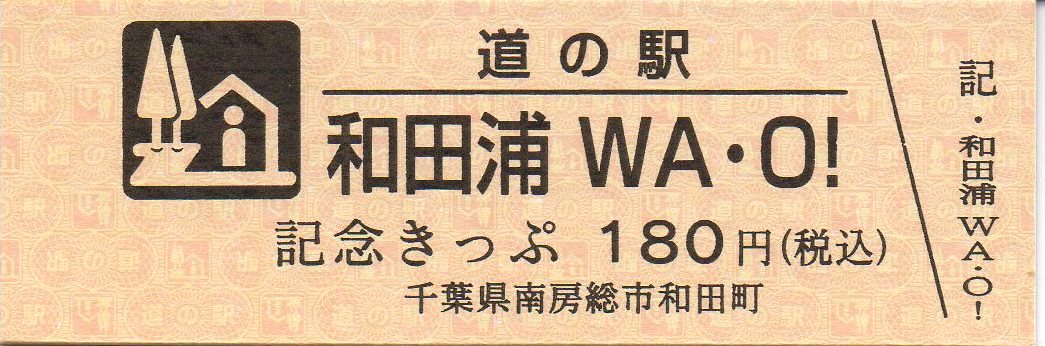 道の駅
和田浦 WA・O!
記念きっぷ 180円(税込)
千葉県南房総市和田町
記・和田浦WA・O!